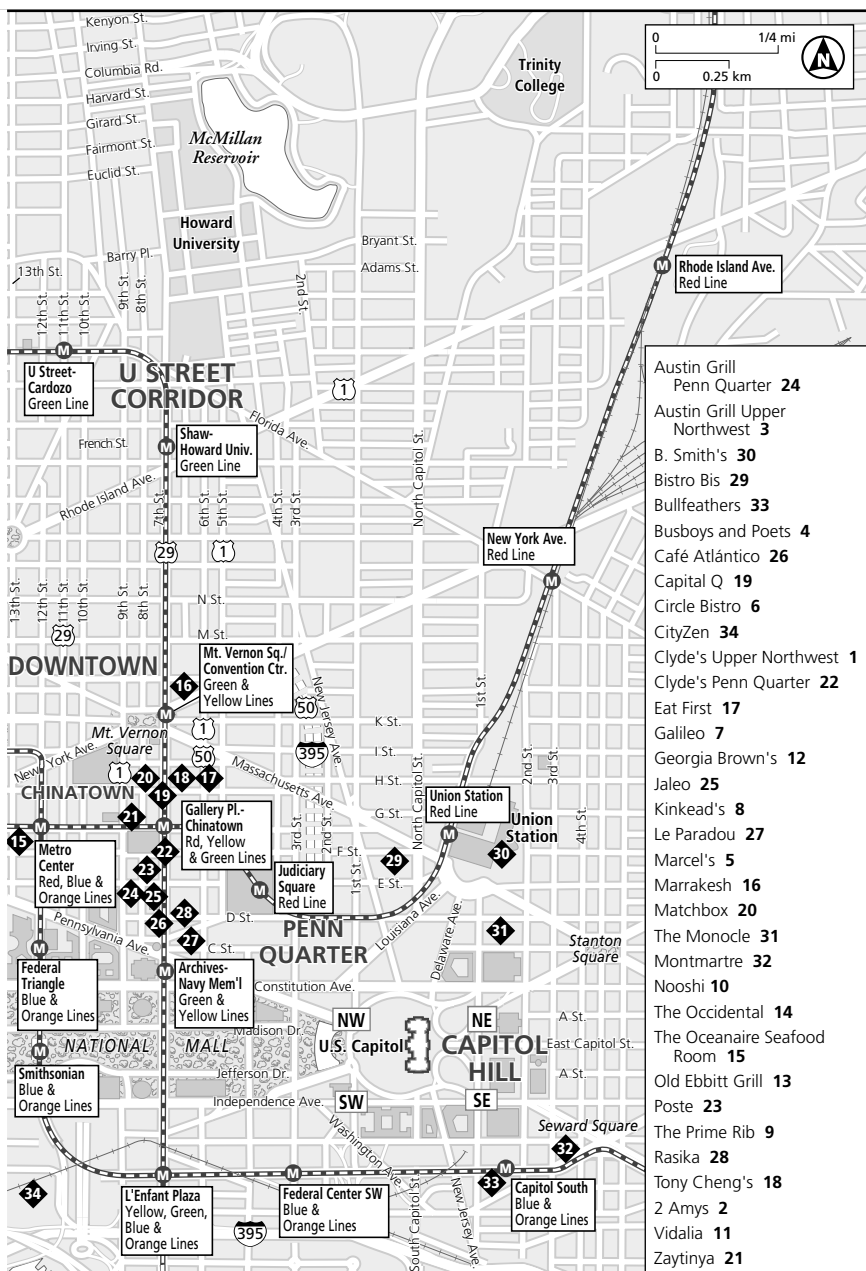 Kenyon St.
Irving St.
Columbia Rd.
Harvard St.
Girard St.
Fairmont St.
Euclid St.
McMillan
Reservoir
Trinity
College
0 1/4 mi
0 0.25 km
N
Howard
University
Barry Pl.
Bryant St.
Adams St.
13th St.
12th St.
11th St.
10th St.
9th St.
8th St.
2nd St.
M
Rhode Island Ave.
Red Line
M
U Street-
Cardozo
Green Line
U STREET
CORRIDOR
1
Florida Ave.
French St.
M
Shaw-
Howard Univ.
Green Line
Rhode Island Ave.
7th St.
6th St.
5th St.
4th St.
3rd St.
North Capitol St.
29
1
New York Ave.
Red Line
M
13th St.
12th St.
11th St.
10th St.
9th St.
8th St.
N St.
M St.
29
DOWNTOWN
16
Mt. Vernon Sq./
Convention Ctr.
Green &
Yellow Lines
M
New Jersey Ave.
50
1st St.
Mt. Vernon
Square
1
New York Ave.
50
395
K St.
I St.
H St.
G St.
F St.
E St.
D St.
C St.
1
20
18
17
Massachusetts Ave.
2nd St.
3rd St.
4th St.
CHINATOWN
19
21
M
M
Gallery Pl.-
Chinatown
Rd, Yellow
& Green Lines
3rd St.
2nd St.
1st St.
North Capitol St.
Union Station
Red Line
M
Union
Station
15
Metro
Center
Red, Blue &
Orange Lines
22
23
29
30
24
25
M
Judiciary
Square
Red Line
26
28
27
PENN
QUARTER
Louisiana Ave.
Delaware Ave.
31
Stanton
Square
Pennsylvania Ave.
M
Federal
Triangle
Blue &
Orange Lines
M
Archives-
Navy Mem'l
Green &
Yellow Lines
Constitution Ave.
Madison Dr.
NW
NE
A St.
NATIONAL MALL
U.S. Capitol
CAPITOL
HILL
East Capitol St.
A St.
M
Smithsonian
Blue &
Orange Lines
Jefferson Dr.
Independence Ave.
SW
SE
Washington Ave.
Seward Square
32
34
M
L'Enfant Plaza
Yellow, Green,
Blue &
Orange Lines
M
Federal Center SW
Blue &
Orange Lines
395
South Capitol St.
New Jersey Ave.
33
M
Capitol South
Blue &
Orange Lines
Austin Grill
Penn Quarter 24
Austin Grill Upper
Northwest 3
B. Smith's 30
Bistro Bis 29
Bullfeathers 33
Busboys and Poets 4
Café Atlántico 26
Capital Q 19
Circle Bistro 6
CityZen 34
Clyde's Upper Northwest 1
Clyde's Penn Quarter 22
Eat First 17
Galileo 7
Georgia Brown's 12
Jaleo 25
Kinkead's 8
Le Paradou 27
Marcel's 5
Marrakesh 16
Matchbox 20
The Monocle 31
Montmartre 32
Nooshi 10
The Occidental 14
The Oceanaire Seafood
Room 15
Old Ebbitt Grill 13
Poste 23
The Prime Rib 9
Rasika 28
Tony Cheng's 18
2 Amys 2
Vidalia 11
Zaytinya 21